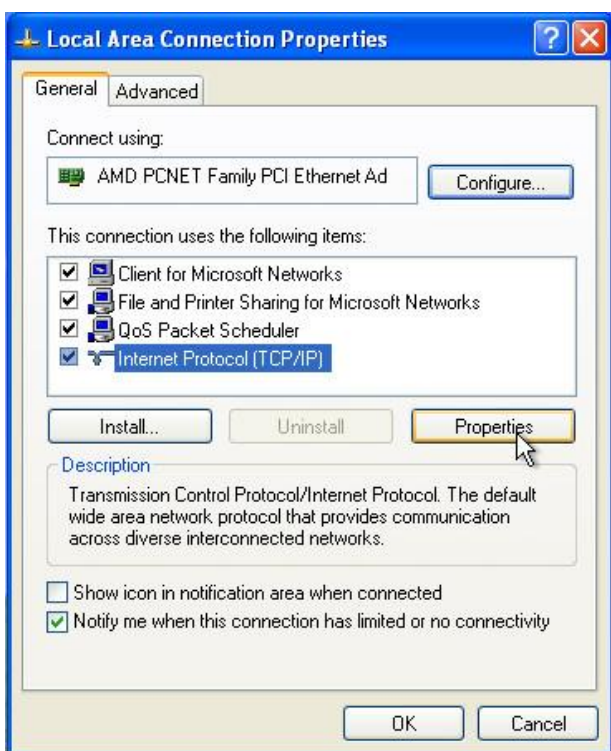 Local Area Connection Properties
General Advanced
Connect using:
AMD PCNET Family PCI Ethernet Ad Configure...
This connection uses the following items:
Client for Microsoft Networks
File and Printer Sharing for Microsoft Networks
QoS Packet Scheduler
Internet Protocol (TCP/IP)
Install... Uninstall Properties
Description
Transmission Control Protocol/Internet Protocol. The default
wide area network protocol that provides communication
across diverse interconnected networks.
Show icon in notification area when connected
Notify me when this connection has limited or no connectivity
OK Cancel